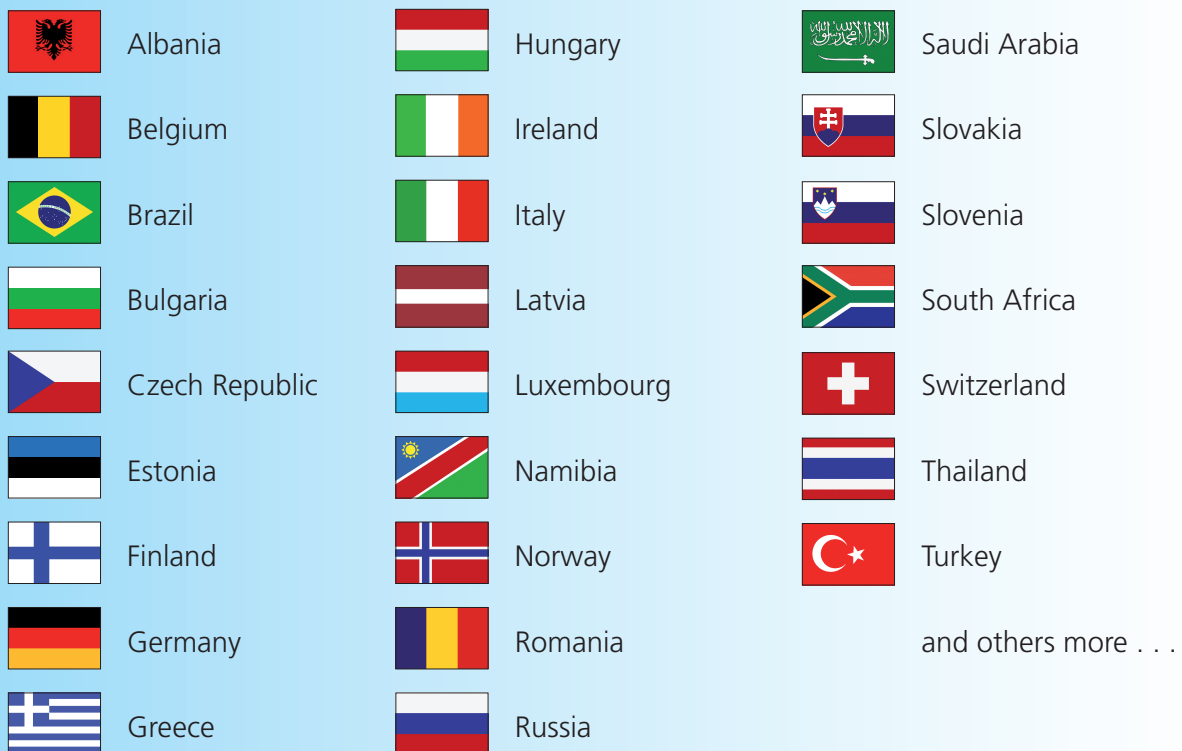 Albania
Belgium
Brazil
Bulgaria
Czech Republic
Estonia
Finland
Germany
Greece
Hungary
Ireland
Italy
Latvia
Luxembourg
Namibia
Norway
Romania
Russia
Saudi Arabia
Slovakia
Slovenia
South Africa
Switzerland
Thailand
Turkey
and others more . . .